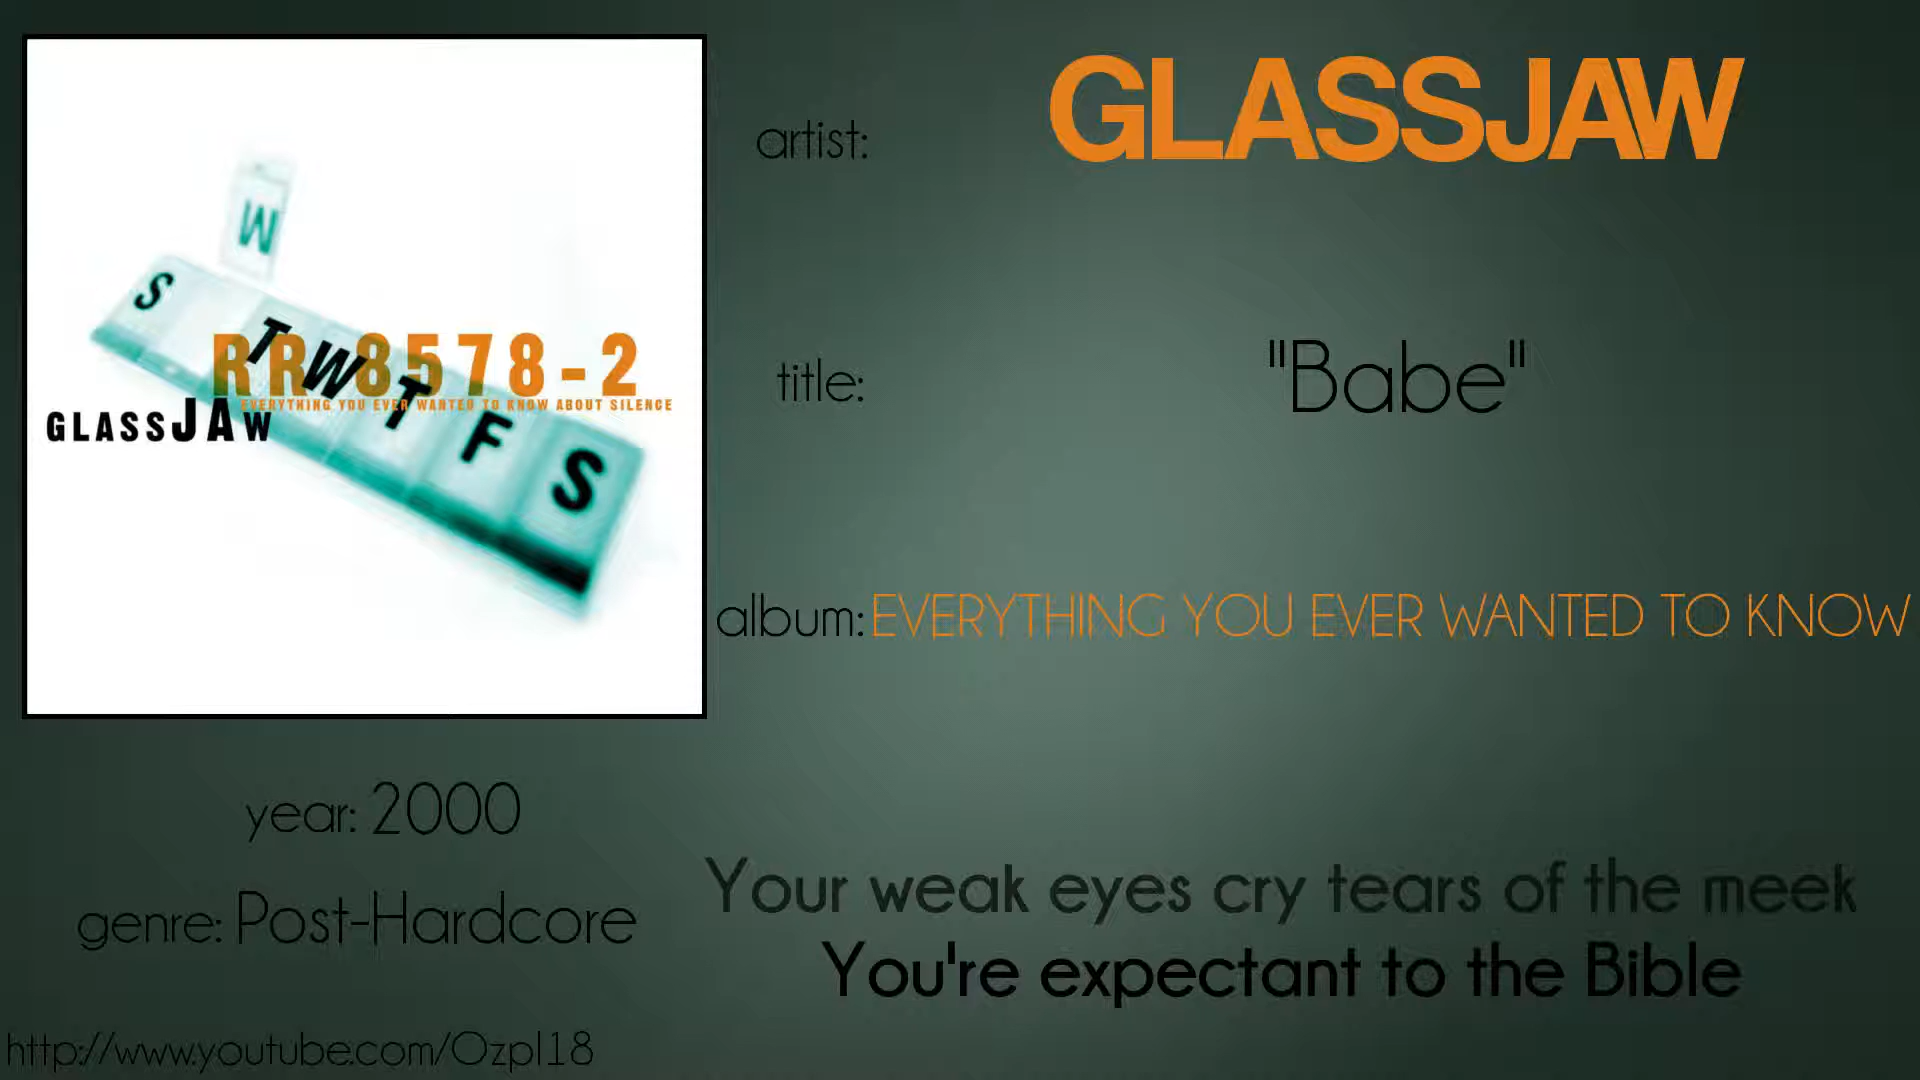 W
S T W T F S
RR 8578-2
EVERYTHING YOU EVER WANTED TO KNOW ABOUT SILENCE
GLASSJAW
artist: GLASSJAW
title: "Babe"
album: EVERYTHING YOU EVER WANTED TO KNOW
year: 2000
genre: Post-Hardcore
Your weak eyes cry tears of the meek
You're expectant to the Bible
http://www.youtube.com/Ozpl18